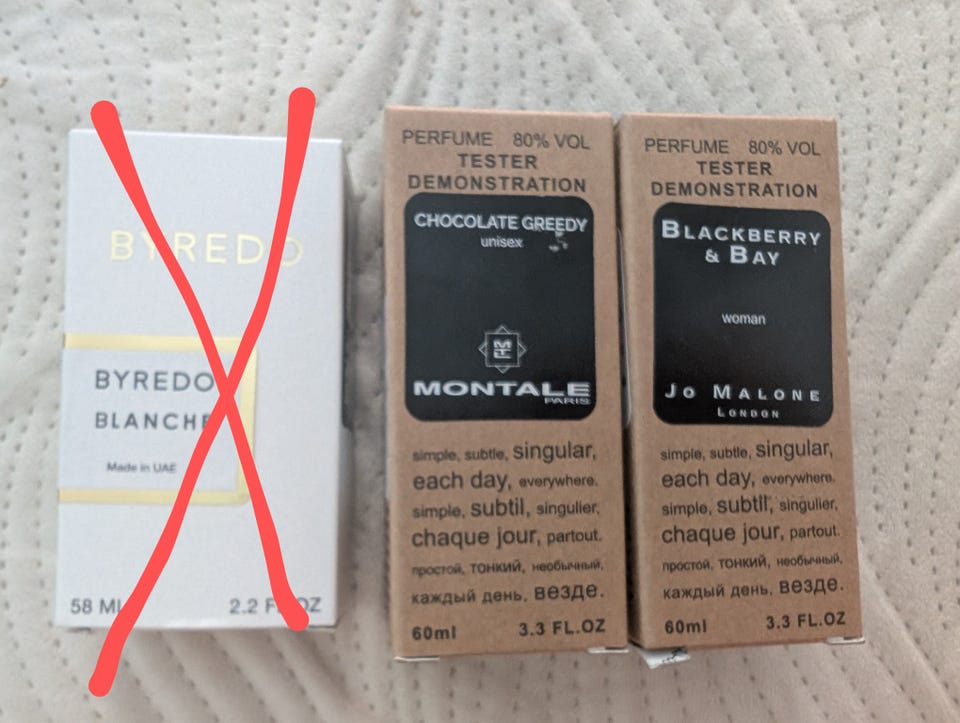 BYREDO
BYREDO
BLANCHE
Made in UAE
58 ML
2.2 FOZ
PERFUME 80% VOL
TESTER
DEMONSTRATION
CHOCOLATE GREEDY
unisex
MONTALE
PARIS
simple, subtle, singular,
each day, everywhere.
simple, subtil, singulier,
chaque jour, partout.
простой, тонкий, необычный,
каждый день, везде.
60ml 3.3 FL.OZ
PERFUME 80% VOL
TESTER
DEMONSTRATION
BLACKBERRY
& BAY
woman
JO MALONE
LONDON
simple, subtle, singular,
each day, everywhere.
simple, subtil, singulier,
chaque jour, partout.
простой, тонкий, необычный,
каждый день, везде.
60ml 3.3 FL.OZ